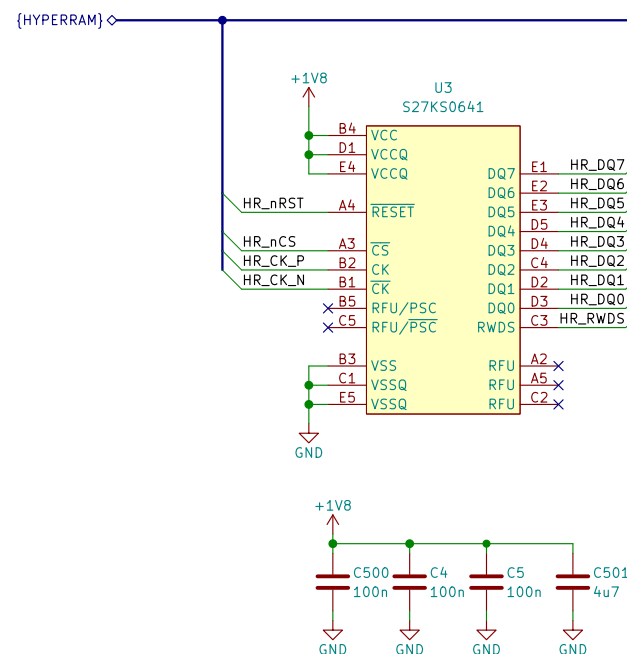 {HYPERRAM}
+1V8
U3
S27KS0641
B4 VCC
D1 VCCQ
E4 VCCQ
DQ7 E1 HR_DQ7
DQ6 E2 HR_DQ6
HR_nRST A4 RESET
DQ5 E3 HR_DQ5
DQ4 D5 HR_DQ4
HR_nCS A3 CS
DQ3 D4 HR_DQ3
HR_CK_P B2 CK
DQ2 C4 HR_DQ2
HR_CK_N B1 CK
DQ1 D2 HR_DQ1
B5 RFU/PSC
DQ0 D3 HR_DQ0
C5 RFU/PSC
RWDS C3 HR_RWDS
B3 VSS
RFU A2
C1 VSSQ
RFU A5
E5 VSSQ
RFU C2
GND
+1V8
C500 C4 C5 C501
100n 100n 100n 4u7
GND GND GND GND